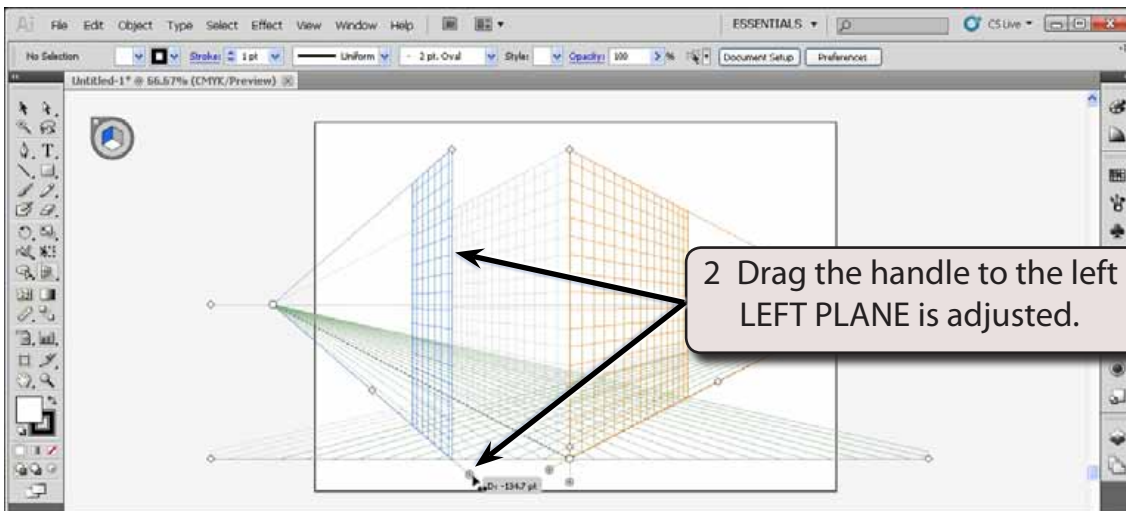 Ai File Edit Object Type Select Effect View Window Help ESSENTIALS CS Live
No Selection Stroke: 1 pt Uniform 2 pt. Oval Style: Opacity: 100 % Document Setup Preferences
Untitled-1* @ 66.67% (CMYK/Preview)
2 Drag the handle to the left
LEFT PLANE is adjusted.
D: -134.7 pt